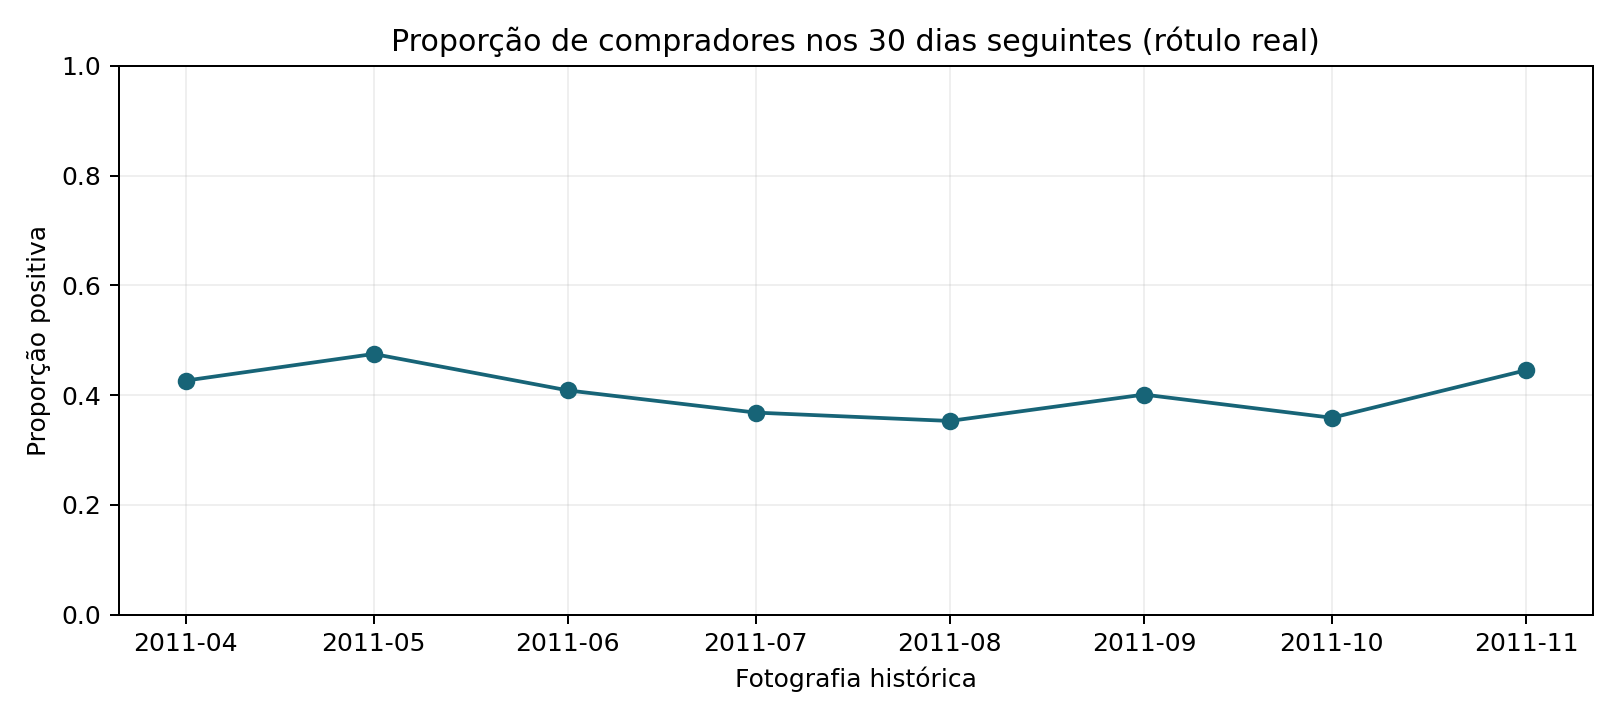 Proporção de compradores nos 30 dias seguintes (rótulo real)
Proporção positiva
1.0
0.8
0.6
0.4
0.2
0.0
2011-04 2011-05 2011-06 2011-07 2011-08 2011-09 2011-10 2011-11
Fotografia histórica